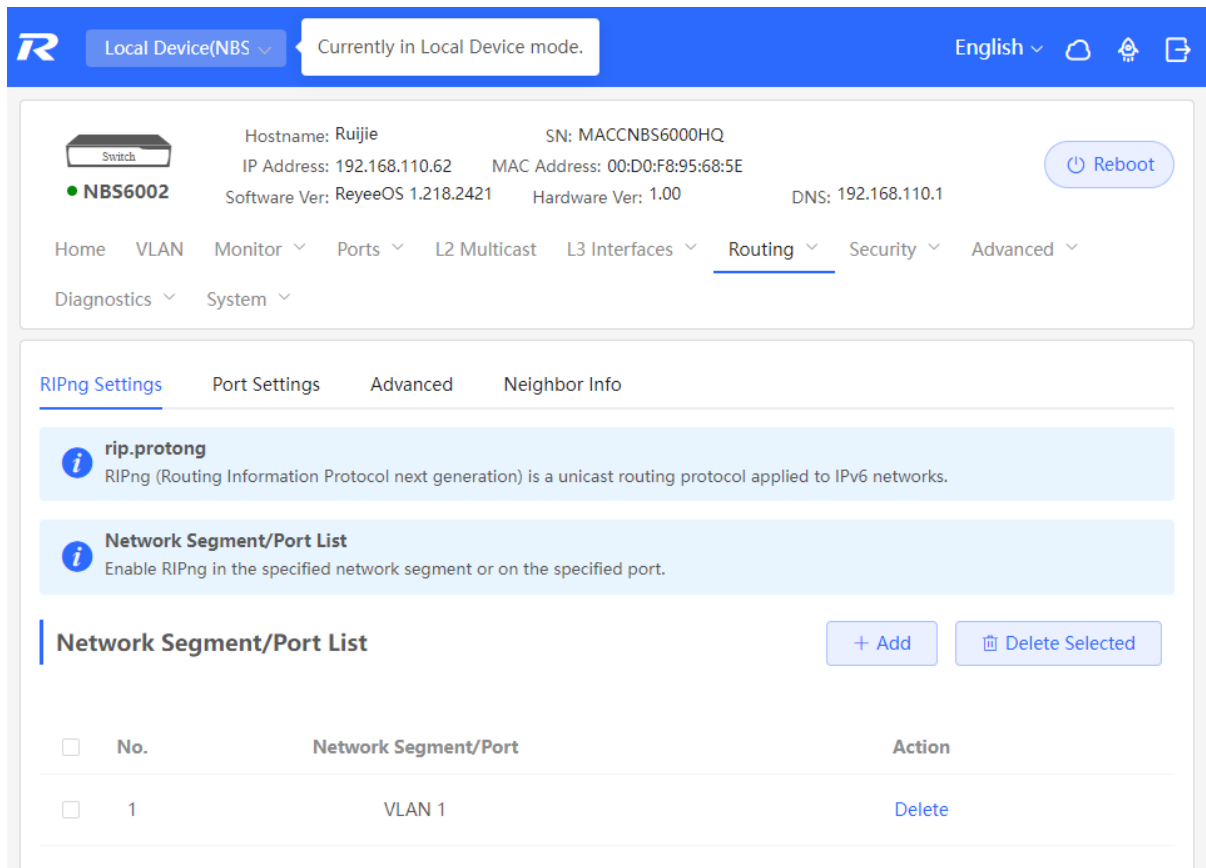 Local Device(NBS
Currently in Local Device mode.
English
Switch
NBS6002
Hostname: Ruijie
SN: MACCNBS6000HQ
IP Address: 192.168.110.62
MAC Address: 00:D0:F8:95:68:5E
Software Ver: ReyeeOS 1.218.2421
Hardware Ver: 1.00
DNS: 192.168.110.1
Reboot
Home VLAN Monitor Ports L2 Multicast L3 Interfaces Routing Security Advanced
Diagnostics System
RIPng Settings Port Settings Advanced Neighbor Info
rip.protong
RIPng (Routing Information Protocol next generation) is a unicast routing protocol applied to IPv6 networks.
Network Segment/Port List
Enable RIPng in the specified network segment or on the specified port.
Network Segment/Port List
+ Add
Delete Selected
No. Network Segment/Port Action
1 VLAN 1 Delete